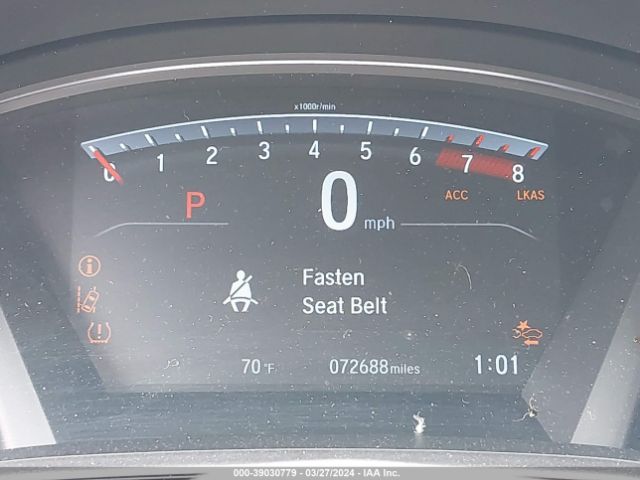 x1000r/min
0 1 2 3 4 5 6 7 8
P 0 mph ACC LKAS
Fasten
Seat Belt
70°F 072688 miles 1:01
000-39030779 - 03/27/2024 - IAA Inc.